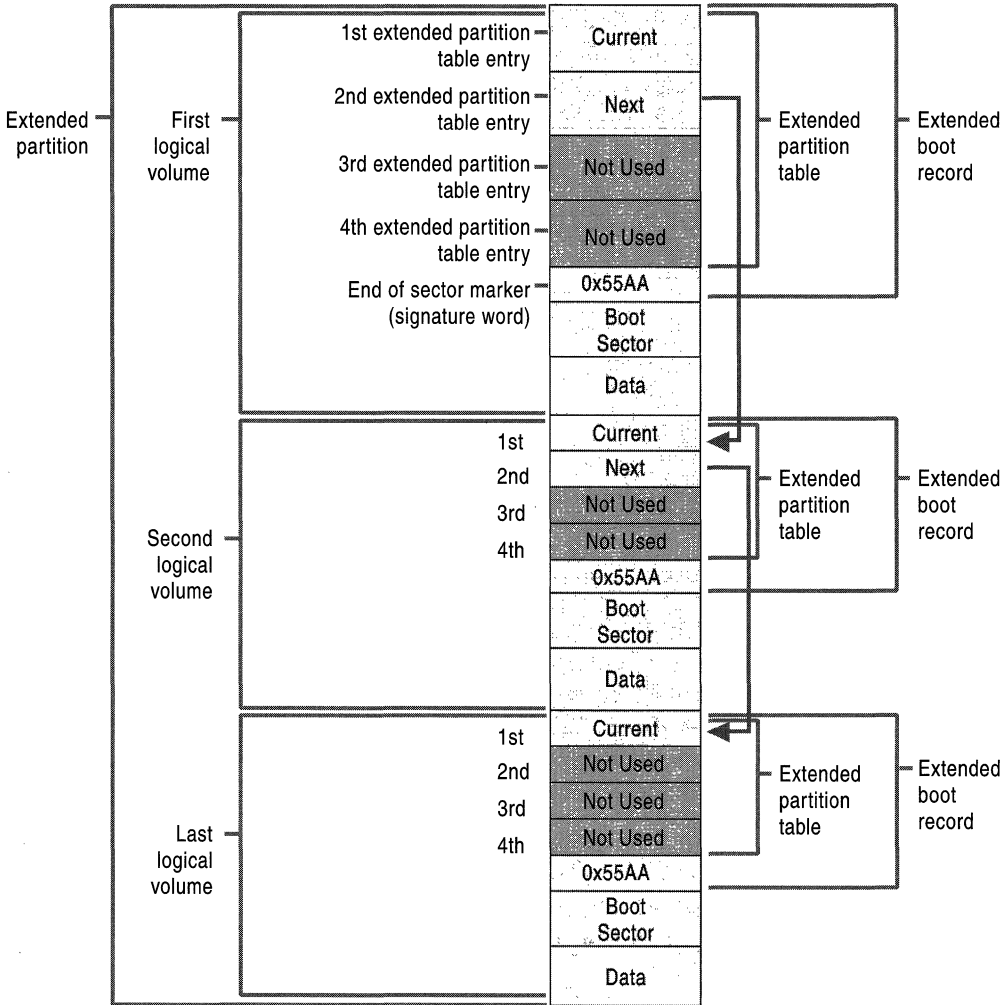 Extended
partition
First
logical
volume
1st extended partition
table entry
2nd extended partition
table entry
3rd extended partition
table entry
4th extended partition
table entry
End of sector marker
(signature word)
Current
Next
Not Used
Not Used
0x55AA
Boot
Sector
Data
Extended
partition
table
Extended
boot
record
Second
logical
volume
1st
2nd
3rd
4th
Current
Next
Not Used
Not Used
0x55AA
Boot
Sector
Data
Extended
partition
table
Extended
boot
record
Last
logical
volume
1st
2nd
3rd
4th
Current
Not Used
Not Used
Not Used
0x55AA
Boot
Sector
Data
Extended
partition
table
Extended
boot
record